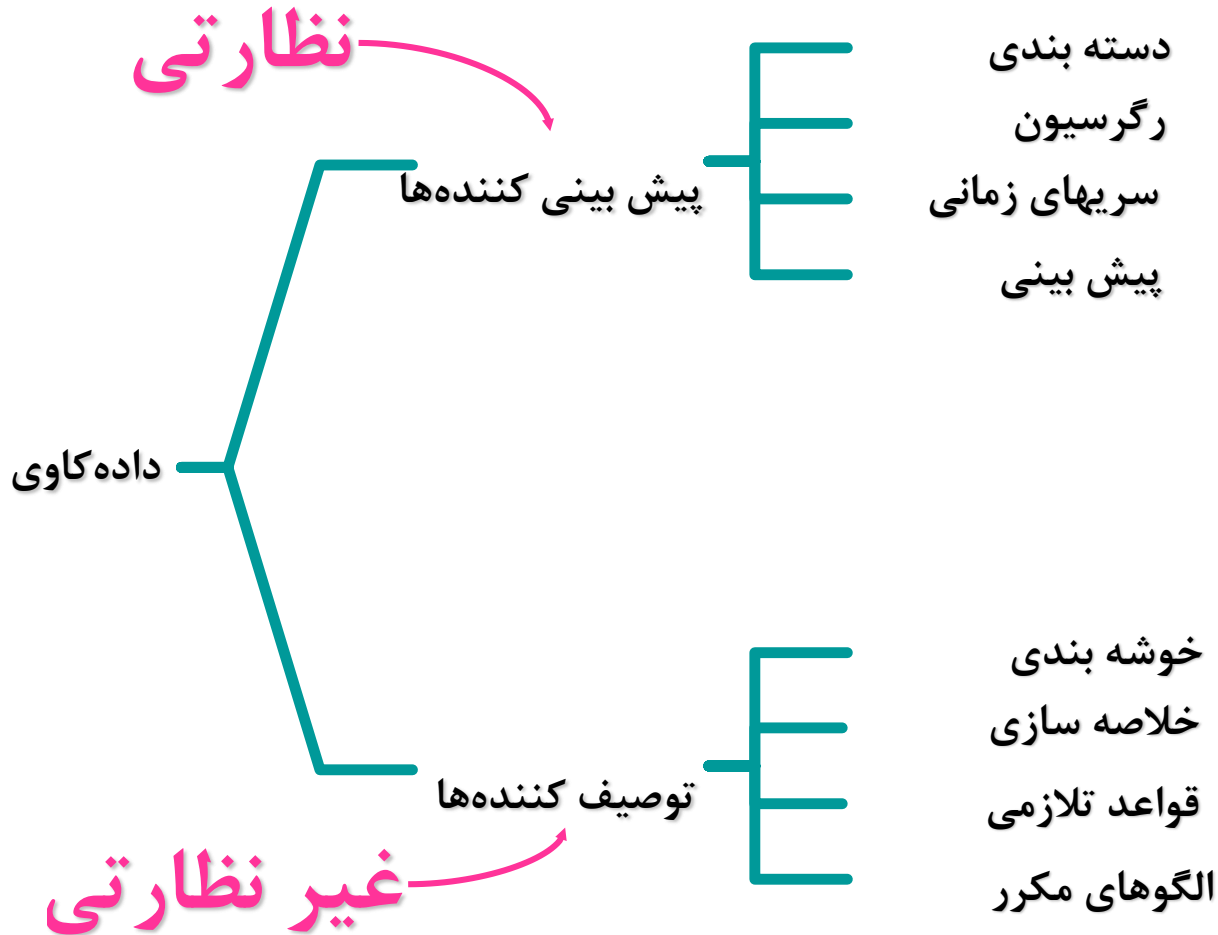 نظارتی
دسته بندی
رگرسیون
پیش بینی کننده‌ها
سریهای زمانی
پیش بینی
داده‌کاوی
خوشه بندی
خلاصه سازی
توصیف کننده‌ها
قواعد تلازمی
غیر نظارتی
الگوهای مکرر